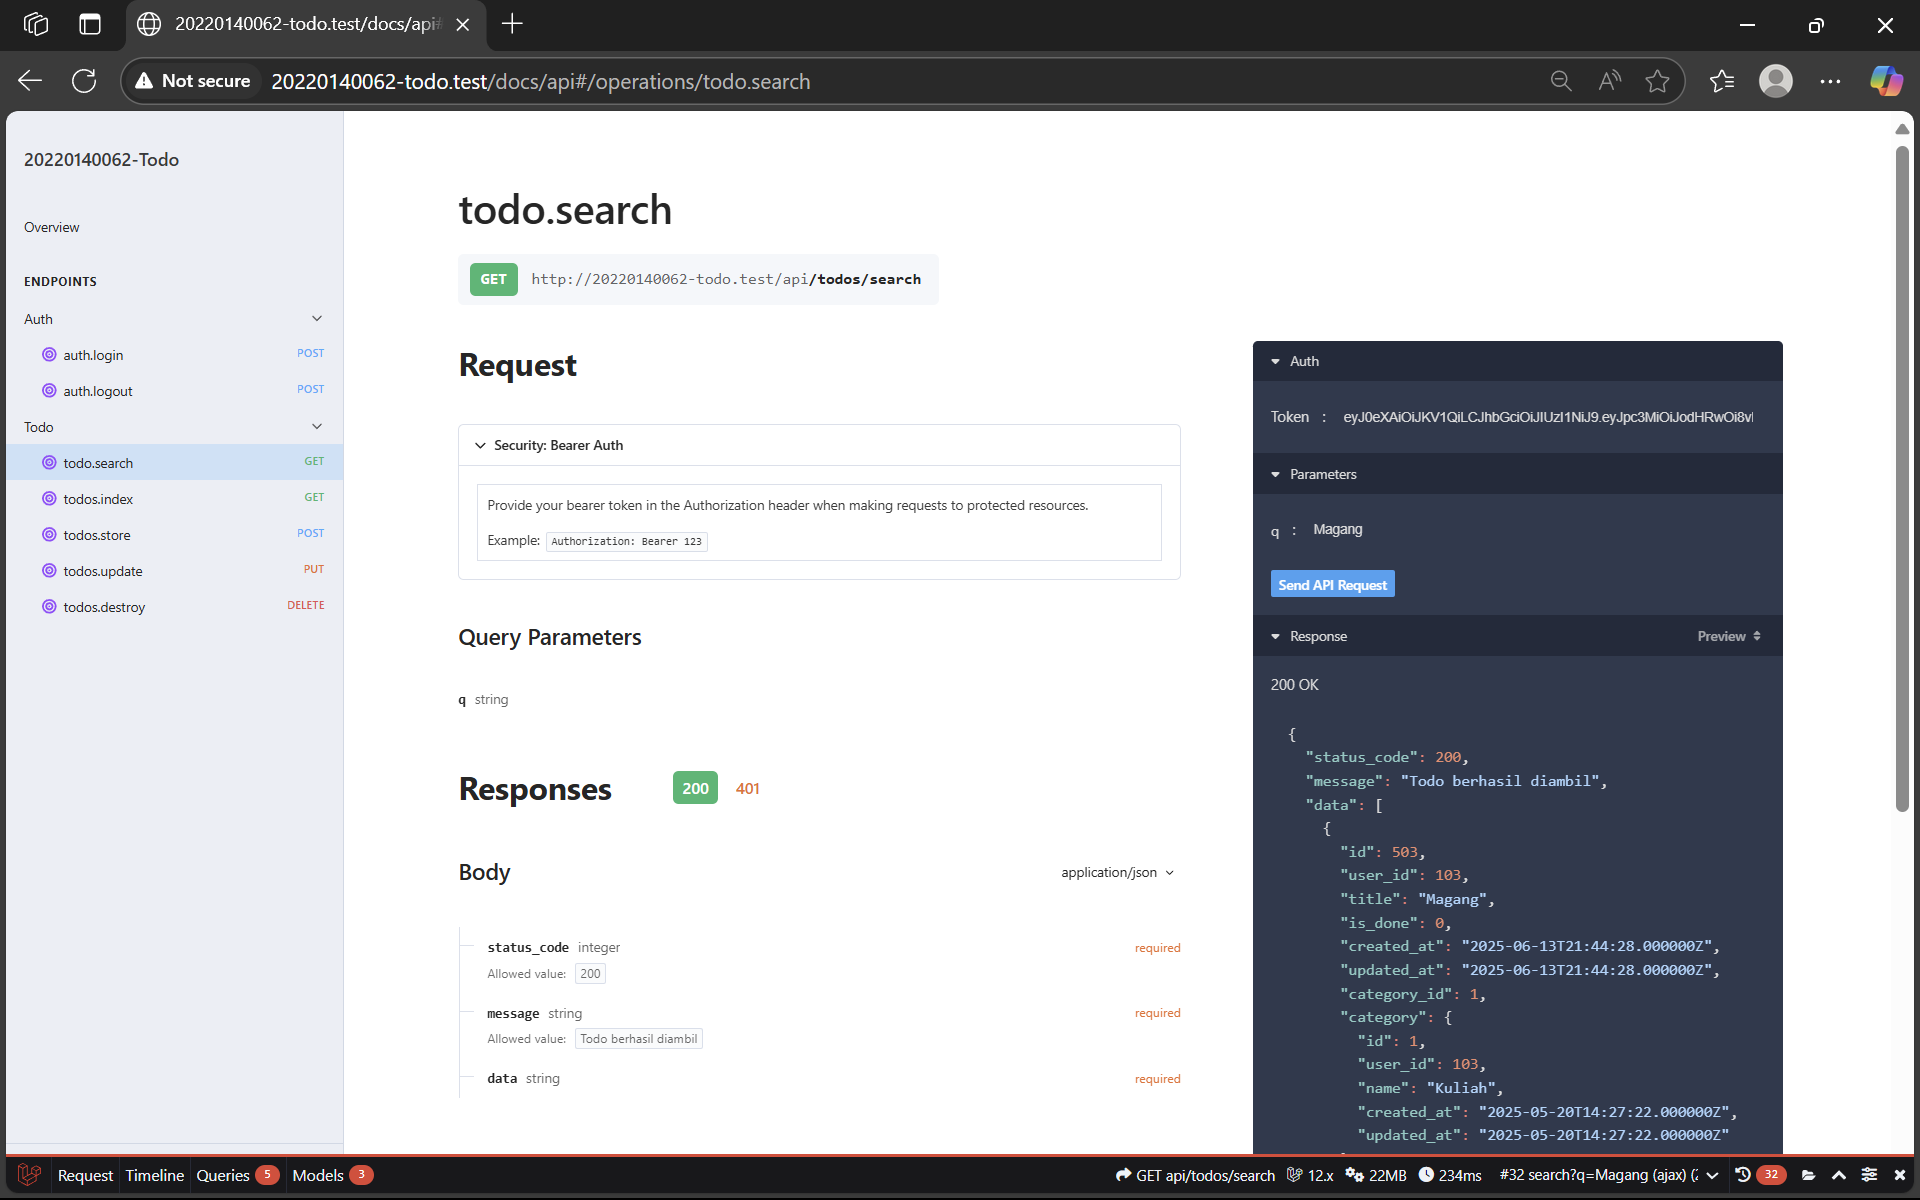 20220140062-todo.test/docs/api#
Not secure 20220140062-todo.test/docs/api#/operations/todo.search
20220140062-Todo
Overview
ENDPOINTS
Auth
auth.login POST
auth.logout POST
Todo
todo.search GET
todos.index GET
todos.store POST
todos.update PUT
todos.destroy DELETE
todo.search
GET http://20220140062-todo.test/api/todos/search
Request
Security: Bearer Auth
Provide your bearer token in the Authorization header when making requests to protected resources.
Example: Authorization: Bearer 123
Query Parameters
q string
Responses 200 401
Body application/json
status_code integer required
Allowed value: 200
message string required
Allowed value: Todo berhasil diambil
data string required
Auth
Token :
Parameters
q : Magang
Send API Request
Response Preview
200 OK
{
"status_code": 200,
"message": "Todo berhasil diambil",
"data": [
{
"id": 503,
"user_id": 103,
"title": "Magang",
"is_done": 0,
"created_at": "2025-06-13T21:44:28.000000Z",
"updated_at": "2025-06-13T21:44:28.000000Z",
"category_id": 1,
"category": {
"id": 1,
"user_id": 103,
"name": "Kuliah",
"created_at": "2025-05-20T14:27:22.000000Z",
"updated_at": "2025-05-20T14:27:22.000000Z"
Request Timeline Queries 5 Models 3 GET api/todos/search 12.x 22MB 234ms #32 search?q=Magang (ajax) 32